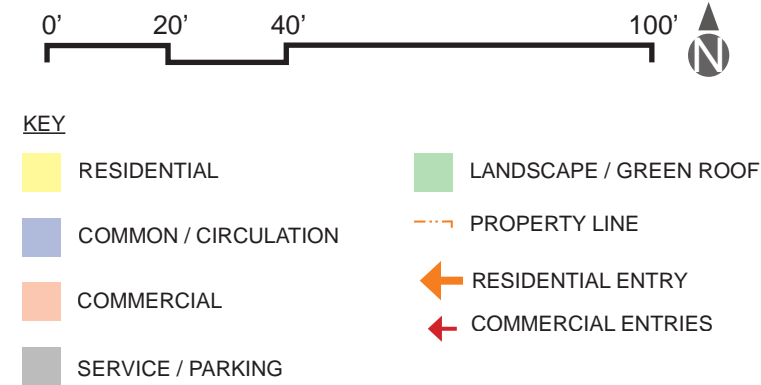 0' 20' 40' 100'
N
KEY
RESIDENTIAL
COMMON / CIRCULATION
COMMERCIAL
SERVICE / PARKING
LANDSCAPE / GREEN ROOF
PROPERTY LINE
RESIDENTIAL ENTRY
COMMERCIAL ENTRIES